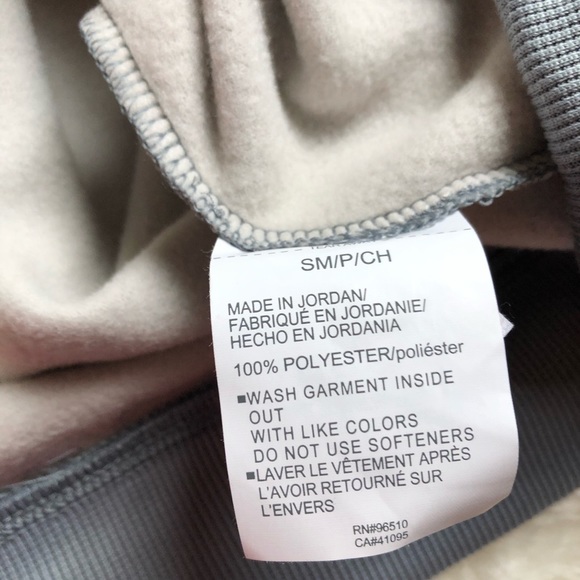 SM/P/CH
MADE IN JORDAN/
FABRIQUÉ EN JORDANIE/
HECHO EN JORDANIA
100% POLYESTER/poliéster
■WASH GARMENT INSIDE
OUT
WITH LIKE COLORS
DO NOT USE SOFTENERS
■LAVER LE VÊTEMENT APRÈS
L'AVOIR RETOURNÉ SUR
L'ENVERS
RN#96510
CA#41095